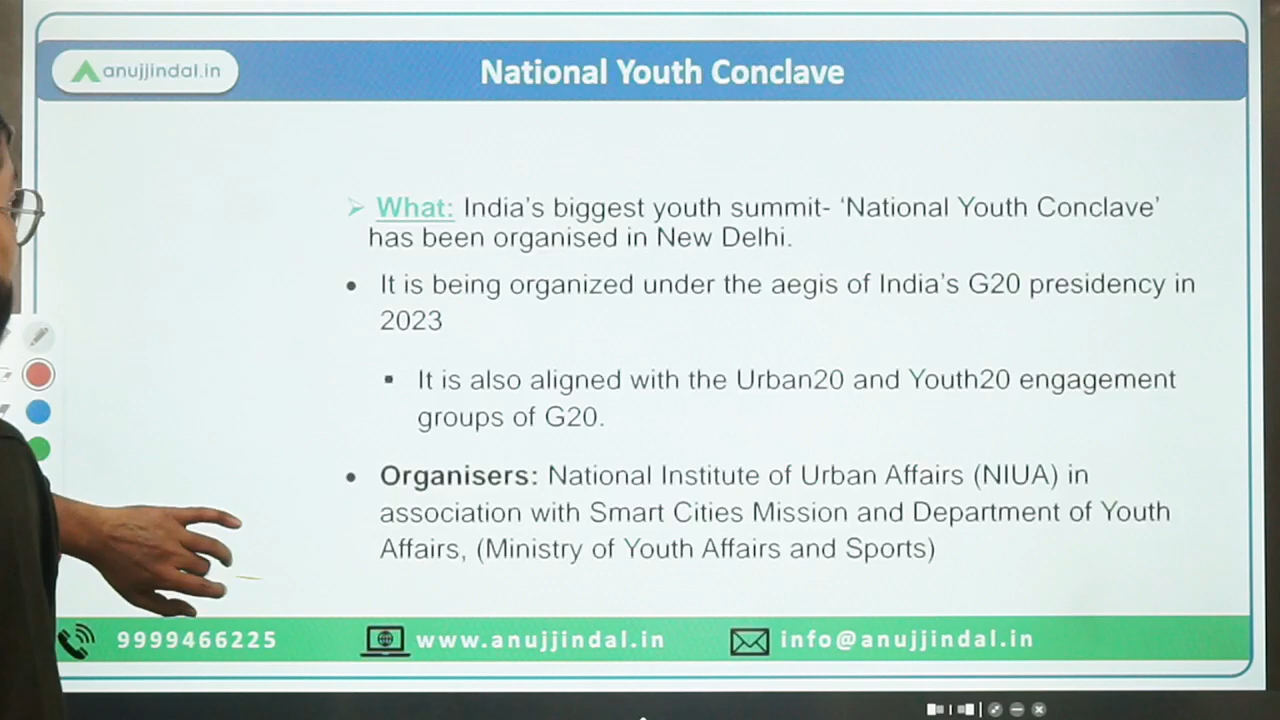 anujjindal.in
National Youth Conclave
What: India's biggest youth summit- ‘National Youth Conclave’
has been organised in New Delhi.
It is being organized under the aegis of India's G20 presidency in
2023
It is also aligned with the Urban20 and Youth20 engagement
groups of G20.
Organisers: National Institute of Urban Affairs (NIUA) in
association with Smart Cities Mission and Department of Youth
Affairs, (Ministry of Youth Affairs and Sports)
9999466225 www.anujjindal.in info@anujjindal.in